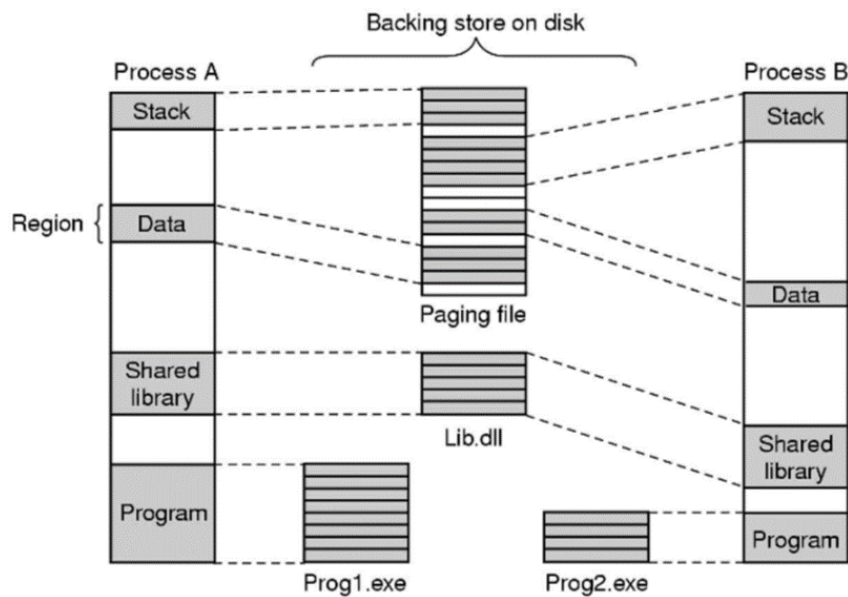 Backing store on disk
Process A
Process B
Stack
Stack
Region
Data
Data
Paging file
Shared
library
Lib.dll
Shared
library
Program
Program
Prog1.exe
Prog2.exe